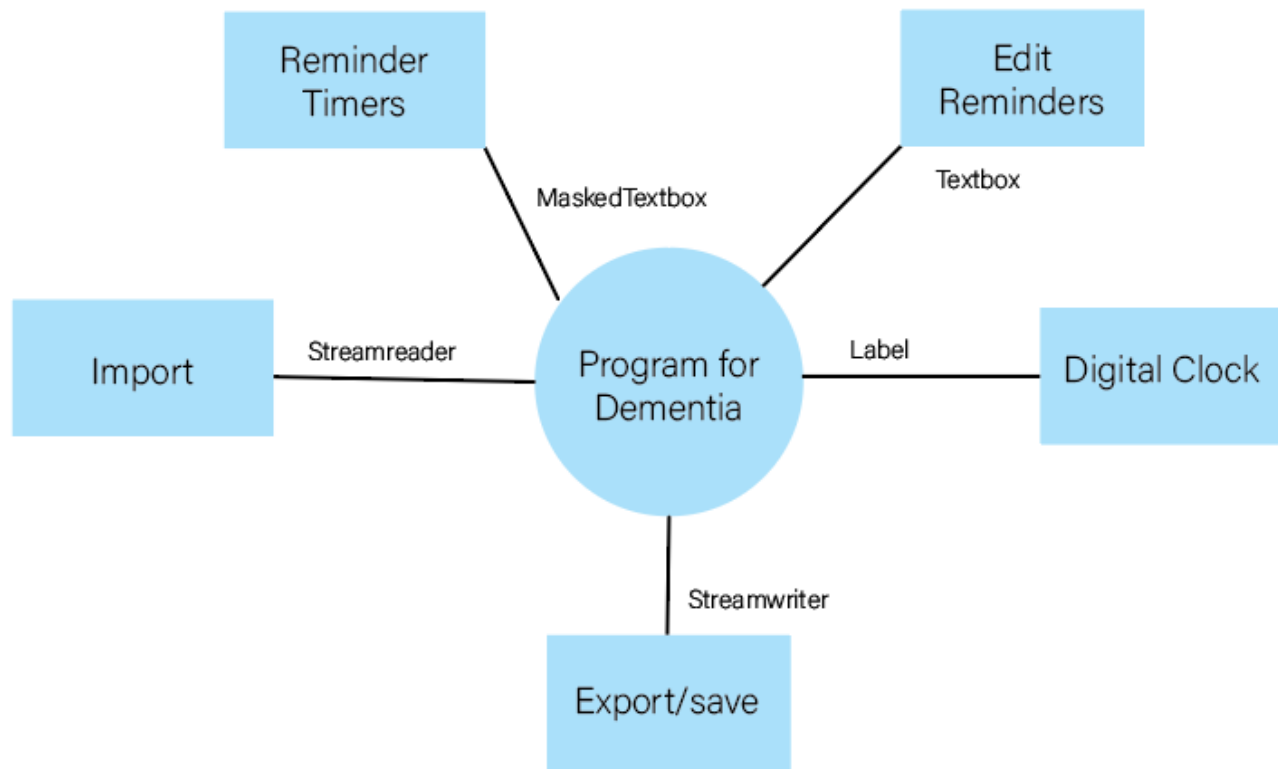 Reminder
Timers
Edit
Reminders
MaskedTextbox
Textbox
Import
Streamreader
Program for
Dementia
Label
Digital Clock
Streamwriter
Export/save